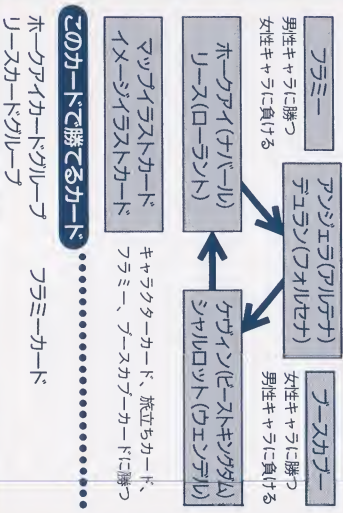 フラミー
男性キャラに勝つ
女性キャラに負ける
アンジェラ(アルテナ)
デュラン(フォルセナ)
ブースカブー
女性キャラに勝つ
男性キャラに負ける
ホークアイ(ナバール)
リース(ローラント)
ケヴィン(ビーストキングダム)
シャルロット(ウェンデル)
マップイラストカード
イメージイラストカード
キャラクターカード、旅立ちカード、
フラミー、ブースカブーカードに勝つ
このカードで勝てるカード
ホークアイカードグループ
リースカードグループ
フラミーカード